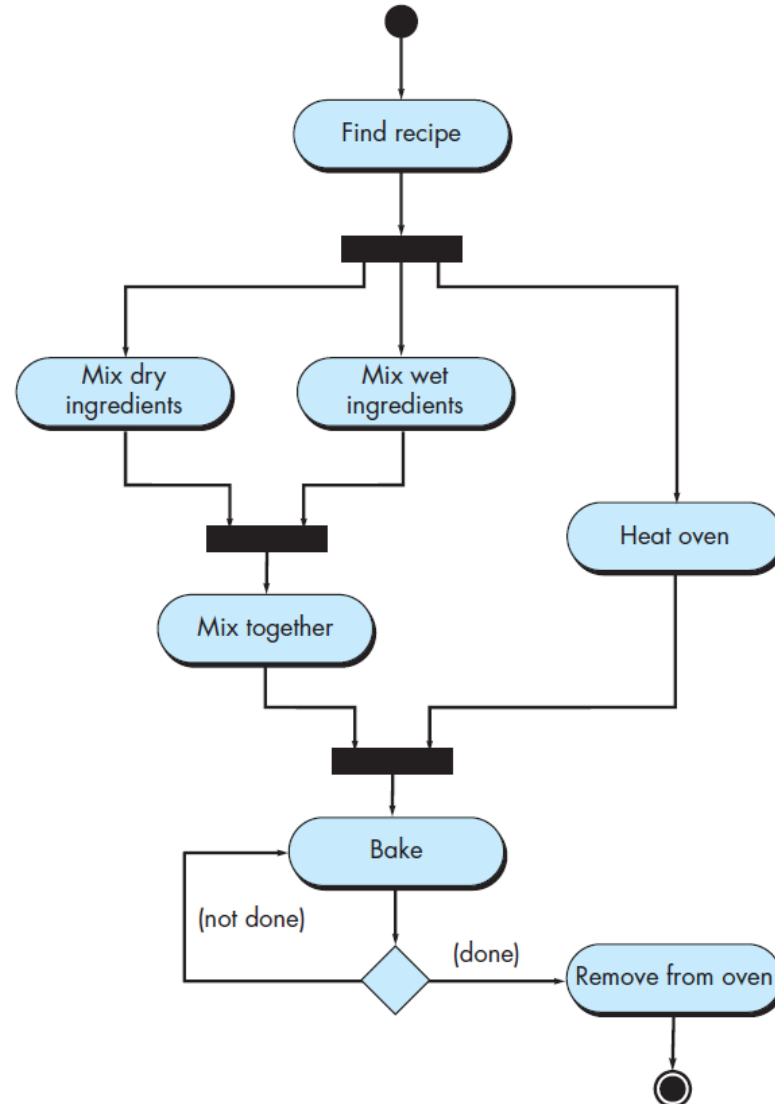 Find recipe
Mix dry
ingredients
Mix wet
ingredients
Heat oven
Mix together
Bake
(not done)
(done)
Remove from oven